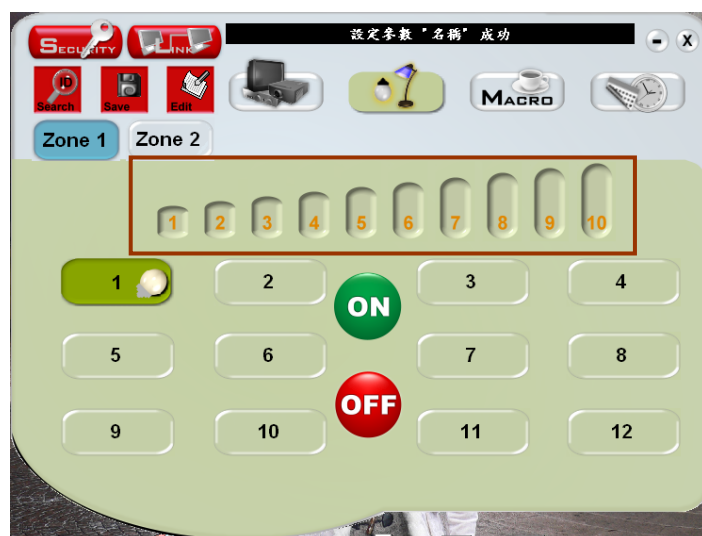 SECURITY
LINK
設定參數 "名稱" 成功
- X
ID
Search
Save
Edit
MACRO
Zone 1
Zone 2
1 2 3 4 5 6 7 8 9 10
1 2 3 4
ON
5 6 7 8
OFF
9 10 11 12